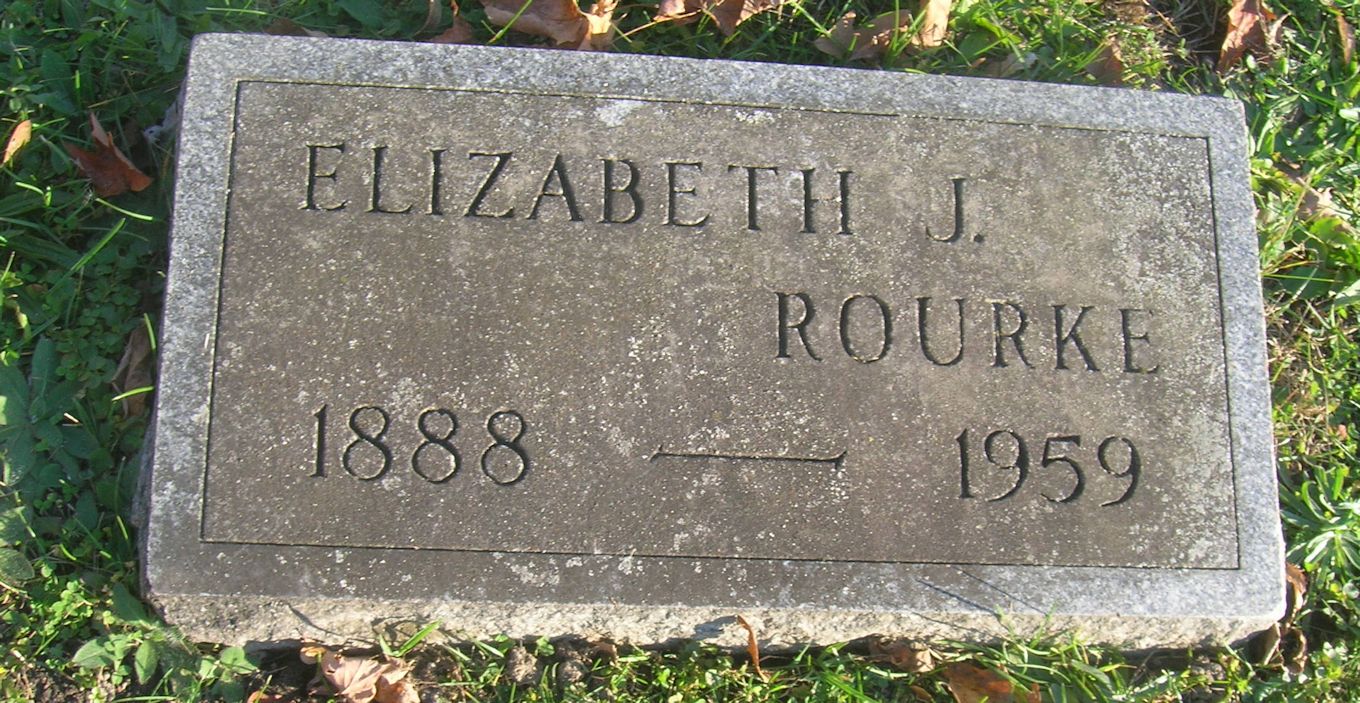 ELIZABETH J.
ROURKE
1888 — 1959